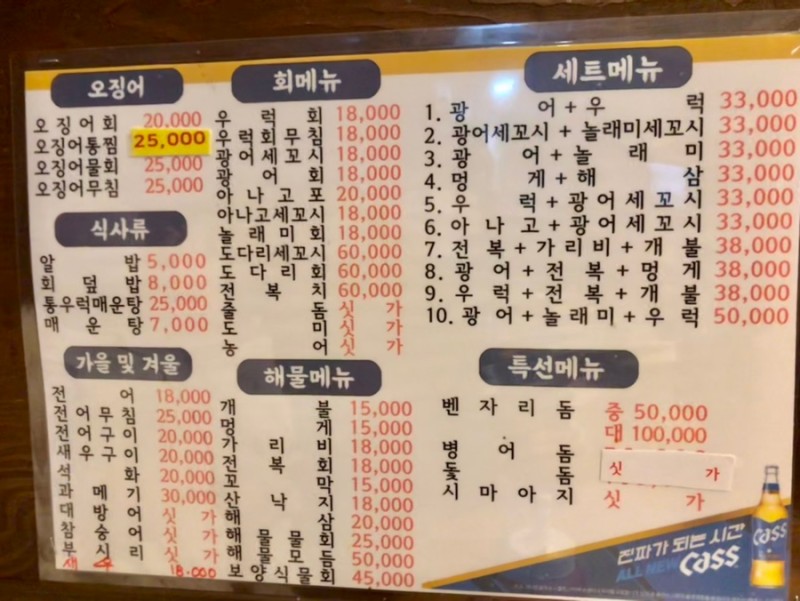 오징어
오징어회 20,000
오징어통찜 25,000
오징어물회 25,000
오징어무침 25,000
식사류
알밥 5,000
회덮밥 8,000
통우럭매운탕 25,000
매운탕 7,000
가을 및 겨울
전어 18,000
전어무침 25,000
전어구이 20,000
새우구이 20,000
석화 20,000
과메기 30,000
대방어 싯가
참숭어 싯가
부시리 싯가
18.000
회메뉴
우럭회 18,000
우럭회무침 18,000
광어세꼬시 18,000
광어회 18,000
아나고포 20,000
아나고세꼬시 18,000
놀래미회 18,000
도다리세꼬시 60,000
도다리회 60,000
전복치 60,000
줄돔 싯가
도미 싯가
농어 싯가
해물메뉴
개불 15,000
멍게 15,000
가리비 18,000
전복회 18,000
꼬막 15,000
산낙지 18,000
해삼 20,000
해물물회 25,000
해물모듬 50,000
보양식물회 45,000
세트메뉴
1. 광어+우럭 33,000
2. 광어세꼬시+놀래미세꼬시 33,000
3. 광어+놀래미 33,000
4. 멍게+해삼 33,000
5. 우럭+광어세꼬시 33,000
6. 아나고+광어세꼬시 33,000
7. 전복+가리비+개불 38,000
8. 광어+전복+멍게 38,000
9. 우럭+전복+개불 38,000
10. 광어+놀래미+우럭 50,000
특선메뉴
벤자리돔 중 50,000
대 100,000
병어돔
돌돔 싯가
시마아지 싯가
진짜가 되는 시간
ALL NEW Cass
Cass